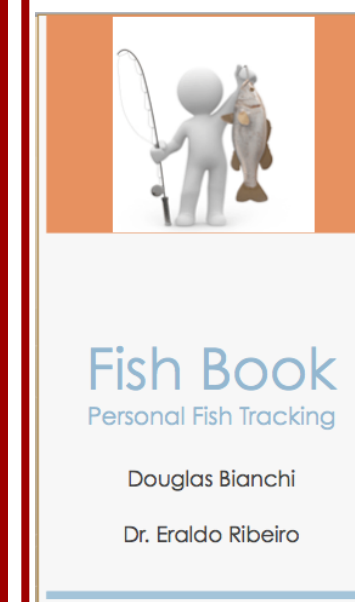 Fish Book
Personal Fish Tracking
Douglas Bianchi
Dr. Eraldo Ribeiro